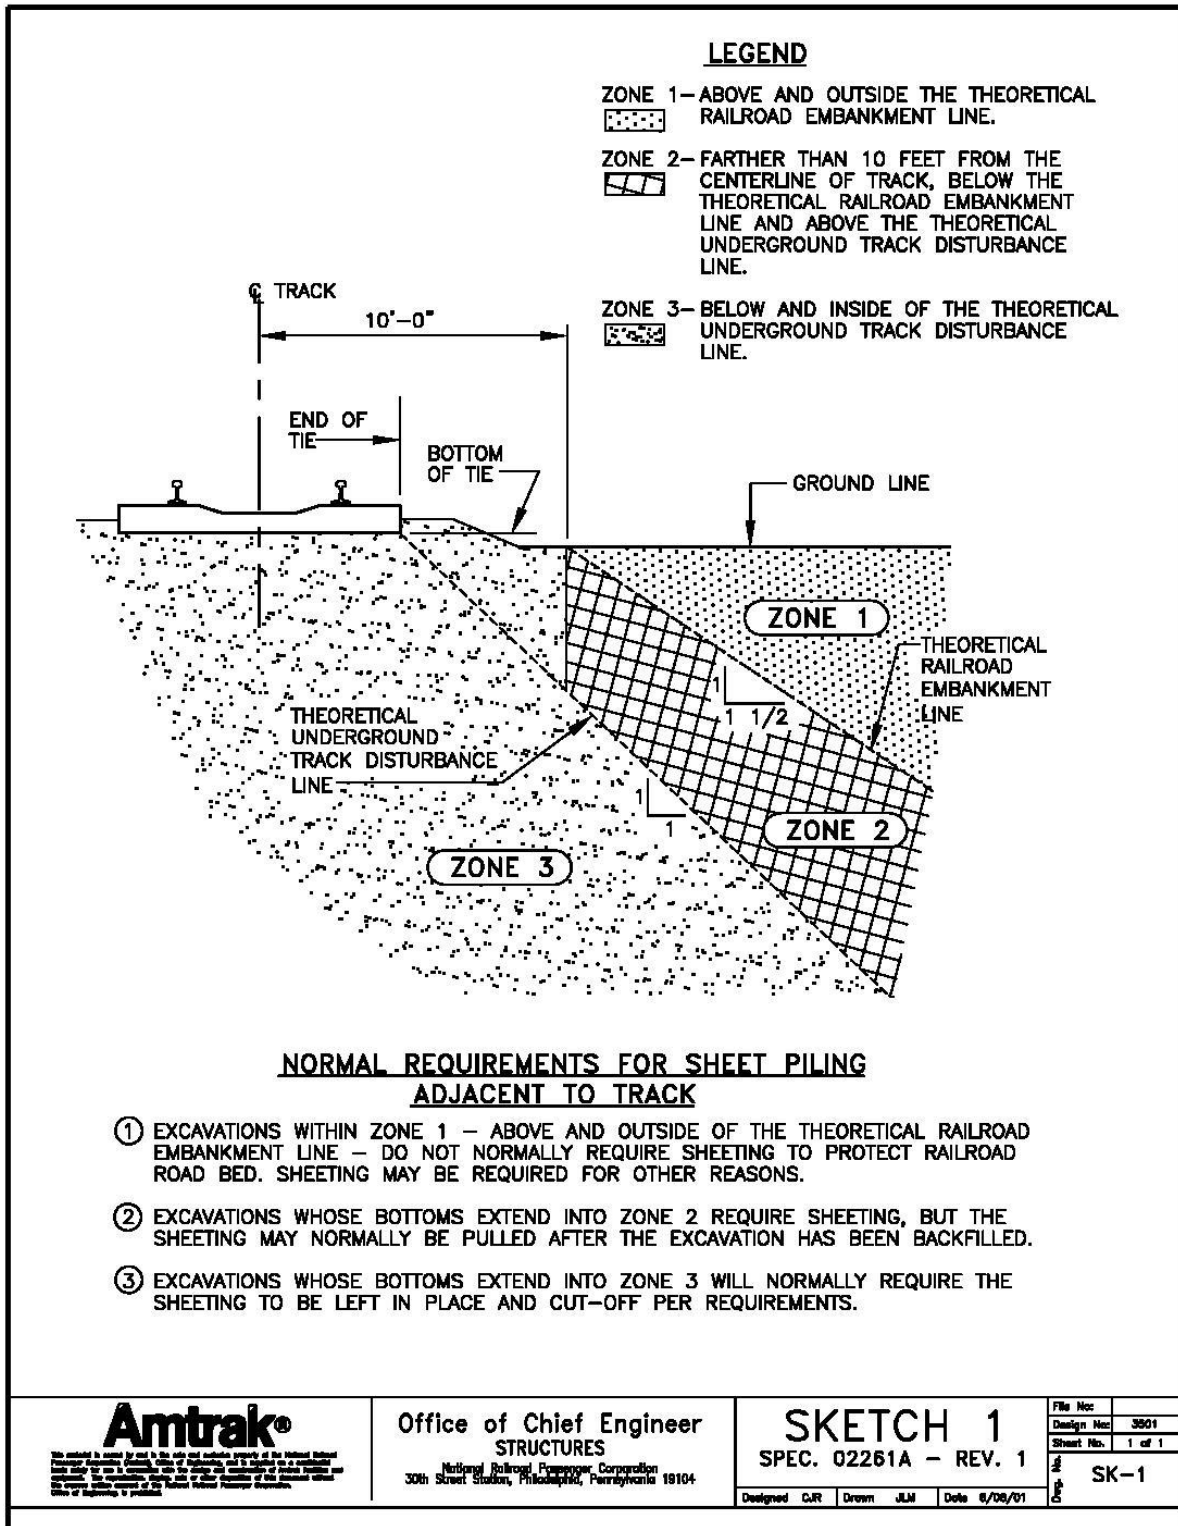 LEGEND
ZONE 1- ABOVE AND OUTSIDE THE THEORETICAL
RAILROAD EMBANKMENT LINE.
ZONE 2- FARTHER THAN 10 FEET FROM THE
CENTERLINE OF TRACK, BELOW THE
THEORETICAL RAILROAD EMBANKMENT
LINE AND ABOVE THE THEORETICAL
UNDERGROUND TRACK DISTURBANCE
LINE.
ZONE 3- BELOW AND INSIDE OF THE THEORETICAL
UNDERGROUND TRACK DISTURBANCE
LINE.
℄ TRACK
10'-0"
END OF
TIE
BOTTOM
OF TIE
GROUND LINE
ZONE 1
THEORETICAL
RAILROAD
EMBANKMENT
LINE
1
1 1/2
THEORETICAL
UNDERGROUND
TRACK DISTURBANCE
LINE
1
1
ZONE 2
ZONE 3
NORMAL REQUIREMENTS FOR SHEET PILING
ADJACENT TO TRACK
1 EXCAVATIONS WITHIN ZONE 1 - ABOVE AND OUTSIDE OF THE THEORETICAL RAILROAD
EMBANKMENT LINE - DO NOT NORMALLY REQUIRE SHEETING TO PROTECT RAILROAD
ROAD BED. SHEETING MAY BE REQUIRED FOR OTHER REASONS.
2 EXCAVATIONS WHOSE BOTTOMS EXTEND INTO ZONE 2 REQUIRE SHEETING, BUT THE
SHEETING MAY NORMALLY BE PULLED AFTER THE EXCAVATION HAS BEEN BACKFILLED.
3 EXCAVATIONS WHOSE BOTTOMS EXTEND INTO ZONE 3 WILL NORMALLY REQUIRE THE
SHEETING TO BE LEFT IN PLACE AND CUT-OFF PER REQUIREMENTS.
Amtrak®
Office of Chief Engineer
STRUCTURES
National Railroad Passenger Corporation
30th Street Station, Philadelphia, Pennsylvania 19104
SKETCH 1
SPEC. 02261A - REV. 1
Designed CJR Drawn JLM Date 6/08/01
File No:
Design No: 3501
Sheet No. 1 of 1
Dwg. No. SK-1